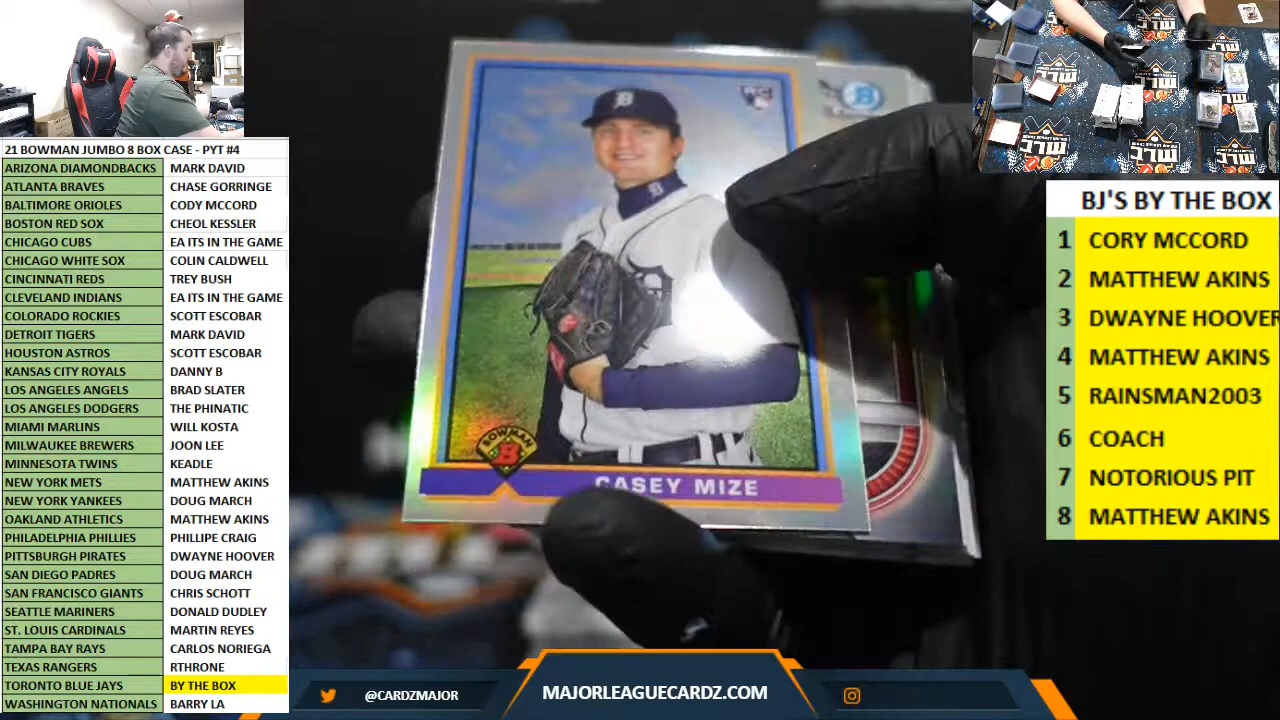 21 BOWMAN JUMBO 8 BOX CASE - PYT #4
ARIZONA DIAMONDBACKS MARK DAVID
ATLANTA BRAVES CHASE GORRINGE
BALTIMORE ORIOLES CODY MCCORD
BOSTON RED SOX CHEOL KESSLER
CHICAGO CUBS EA ITS IN THE GAME
CHICAGO WHITE SOX COLIN CALDWELL
CINCINNATI REDS TREY BUSH
CLEVELAND INDIANS EA ITS IN THE GAME
COLORADO ROCKIES SCOTT ESCOBAR
DETROIT TIGERS MARK DAVID
HOUSTON ASTROS SCOTT ESCOBAR
KANSAS CITY ROYALS DANNY B
LOS ANGELES ANGELS BRAD SLATER
LOS ANGELES DODGERS THE PHINATIC
MIAMI MARLINS WILL KOSTA
MILWAUKEE BREWERS JOON LEE
MINNESOTA TWINS KEADLE
NEW YORK METS MATTHEW AKINS
NEW YORK YANKEES DOUG MARCH
OAKLAND ATHLETICS MATTHEW AKINS
PHILADELPHIA PHILLIES PHILLIPE CRAIG
PITTSBURGH PIRATES DWAYNE HOOVER
SAN DIEGO PADRES DOUG MARCH
SAN FRANCISCO GIANTS CHRIS SCHOTT
SEATTLE MARINERS DONALD DUDLEY
ST. LOUIS CARDINALS MARTIN REYES
TAMPA BAY RAYS CARLOS NORIEGA
TEXAS RANGERS RTHRONE
TORONTO BLUE JAYS BY THE BOX
WASHINGTON NATIONALS BARRY LA
RC
BOWMAN
B
CASEY MIZE
BJ'S BY THE BOX
1 CORY MCCORD
2 MATTHEW AKINS
3 DWAYNE HOOVER
4 MATTHEW AKINS
5 RAINSMAN2003
6 COACH
7 NOTORIOUS PIT
8 MATTHEW AKINS
@CARDZMAJOR
MAJORLEAGUECARDZ.COM